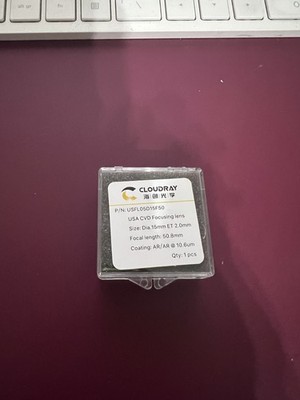 CLOUDRAY
P/N: USFLD5D15F50
USA CVD Focusing lens
Size: Dia.15mm ET 2.0mm
Focal length: 50.8mm
Coating: AR/AR @ 10.6um
Qty: 1 pcs